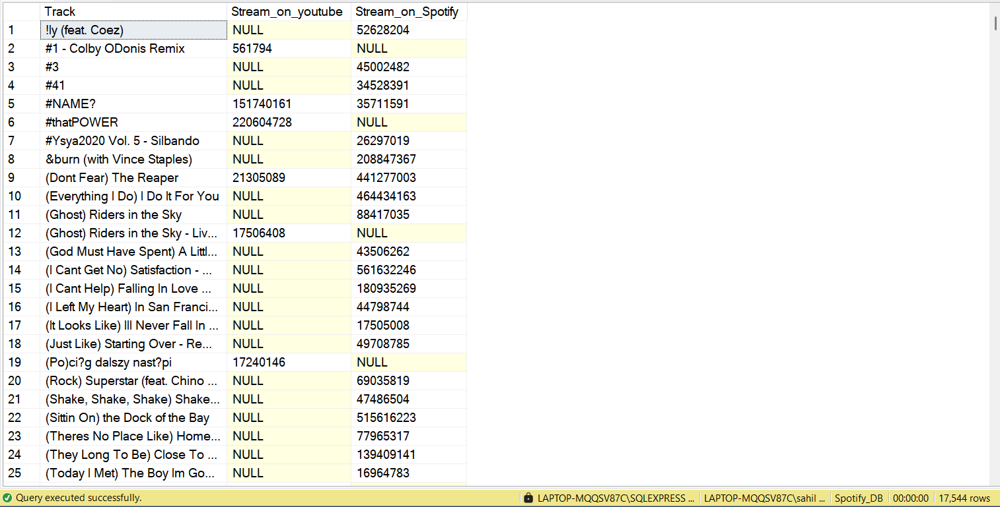 Track Stream_on_youtube Stream_on_Spotify
1 !ly (feat. Coez) NULL 52628204
2 #1 - Colby ODonis Remix 561794 NULL
3 #3 NULL 45002482
4 #41 NULL 34528391
5 #NAME? 151740161 35711591
6 #thatPOWER 220604728 NULL
7 #Ysya2020 Vol. 5 - Silbando NULL 26297019
8 &burn (with Vince Staples) NULL 208847367
9 (Dont Fear) The Reaper 21305089 441277003
10 (Everything I Do) I Do It For You NULL 464434163
11 (Ghost) Riders in the Sky NULL 88417035
12 (Ghost) Riders in the Sky - Liv... 17506408 NULL
13 (God Must Have Spent) A Littl... NULL 43506262
14 (I Cant Get No) Satisfaction - ... NULL 561632246
15 (I Cant Help) Falling In Love ... NULL 180935269
16 (I Left My Heart) In San Franci... NULL 44798744
17 (It Looks Like) Ill Never Fall In ... NULL 17505008
18 (Just Like) Starting Over - Re... NULL 49708785
19 (Po)ci?g dalszy nast?pi 17240146 NULL
20 (Rock) Superstar (feat. Chino ... NULL 69035819
21 (Shake, Shake, Shake) Shake... NULL 47486504
22 (Sittin On) the Dock of the Bay NULL 515616223
23 (Theres No Place Like) Home... NULL 77965317
24 (They Long To Be) Close To ... NULL 139409141
25 (Today I Met) The Boy Im Go... NULL 16964783
Query executed successfully. LAPTOP-MQQSV87C\SQLEXPRESS ... LAPTOP-MQQSV87C\sahil ... Spotify_DB 00:00:00 17,544 rows